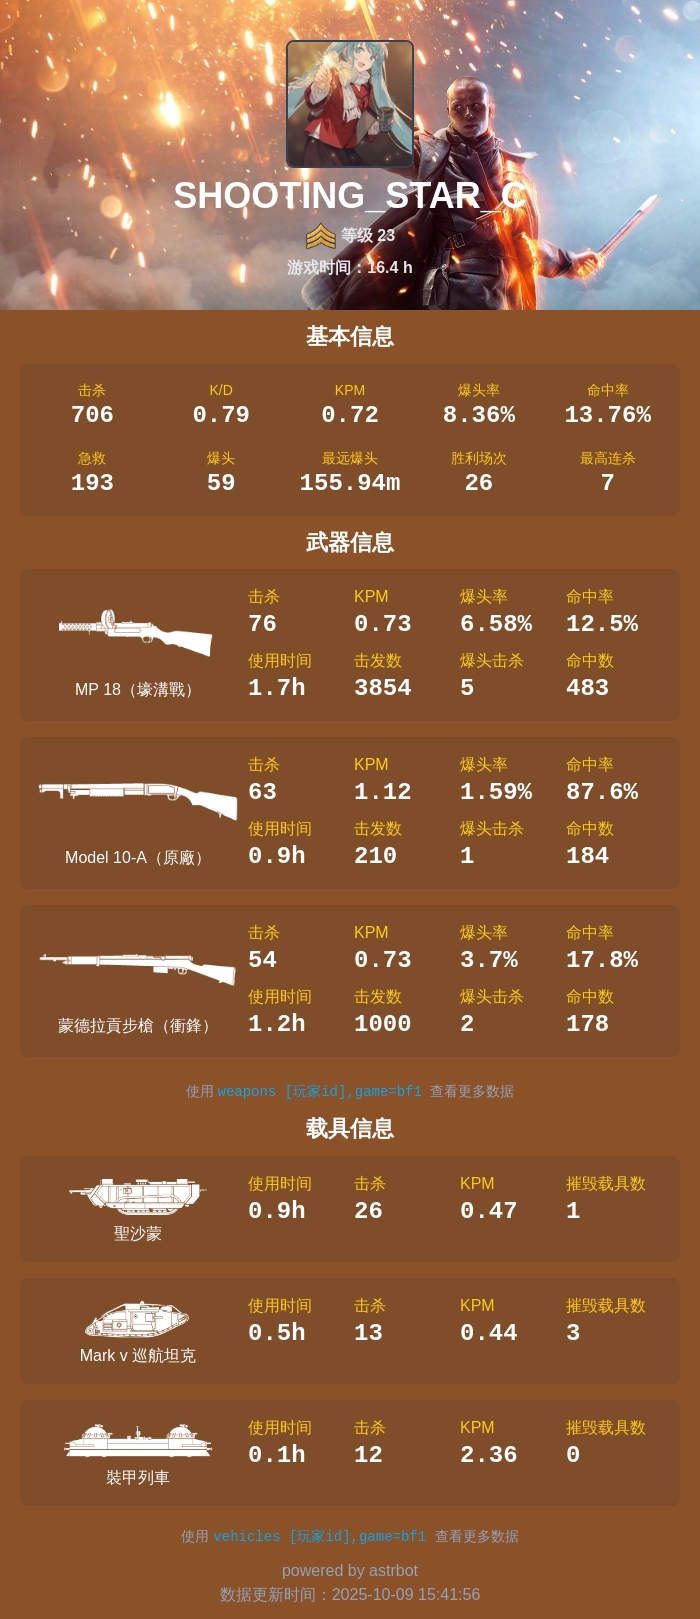 SHOOTING_STAR_C
等级 23
游戏时间：16.4 h
基本信息
击杀 K/D KPM 爆头率 命中率
706 0.79 0.72 8.36% 13.76%
急救 爆头 最远爆头 胜利场次 最高连杀
193 59 155.94m 26 7
武器信息
击杀 KPM 爆头率 命中率
76 0.73 6.58% 12.5%
使用时间 击发数 爆头击杀 命中数
1.7h 3854 5 483
MP 18（壕溝戰）
击杀 KPM 爆头率 命中率
63 1.12 1.59% 87.6%
使用时间 击发数 爆头击杀 命中数
0.9h 210 1 184
Model 10-A（原廠）
击杀 KPM 爆头率 命中率
54 0.73 3.7% 17.8%
使用时间 击发数 爆头击杀 命中数
1.2h 1000 2 178
蒙德拉貢步槍（衝鋒）
使用 weapons [玩家id],game=bf1 查看更多数据
载具信息
使用时间 击杀 KPM 摧毁载具数
0.9h 26 0.47 1
聖沙蒙
使用时间 击杀 KPM 摧毁载具数
0.5h 13 0.44 3
Mark v 巡航坦克
使用时间 击杀 KPM 摧毁载具数
0.1h 12 2.36 0
裝甲列車
使用 vehicles [玩家id],game=bf1 查看更多数据
powered by astrbot
数据更新时间：2025-10-09 15:41:56